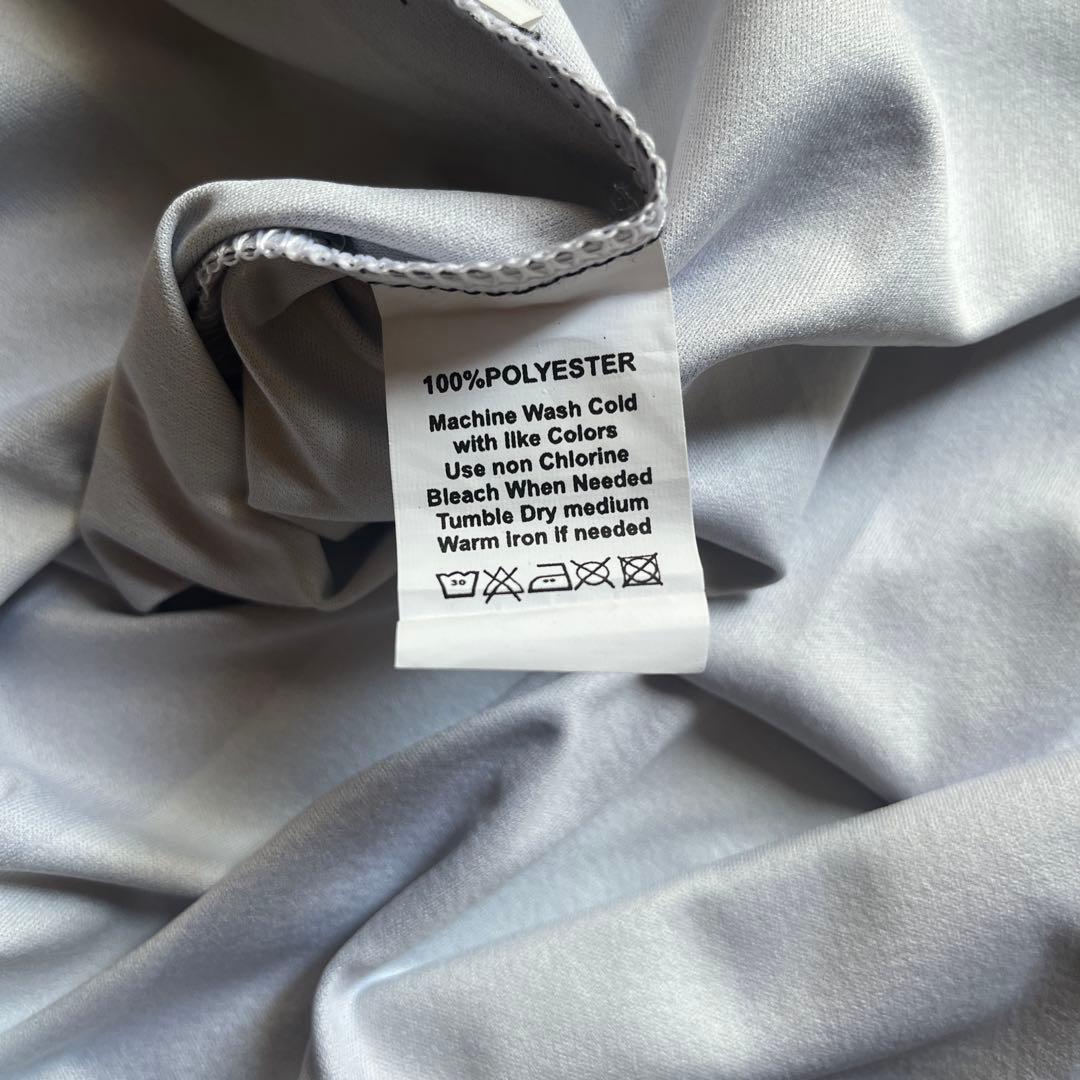 100%POLYESTER
Machine Wash Cold
with like Colors
Use non Chlorine
Bleach When Needed
Tumble Dry medium
Warm Iron if needed
30